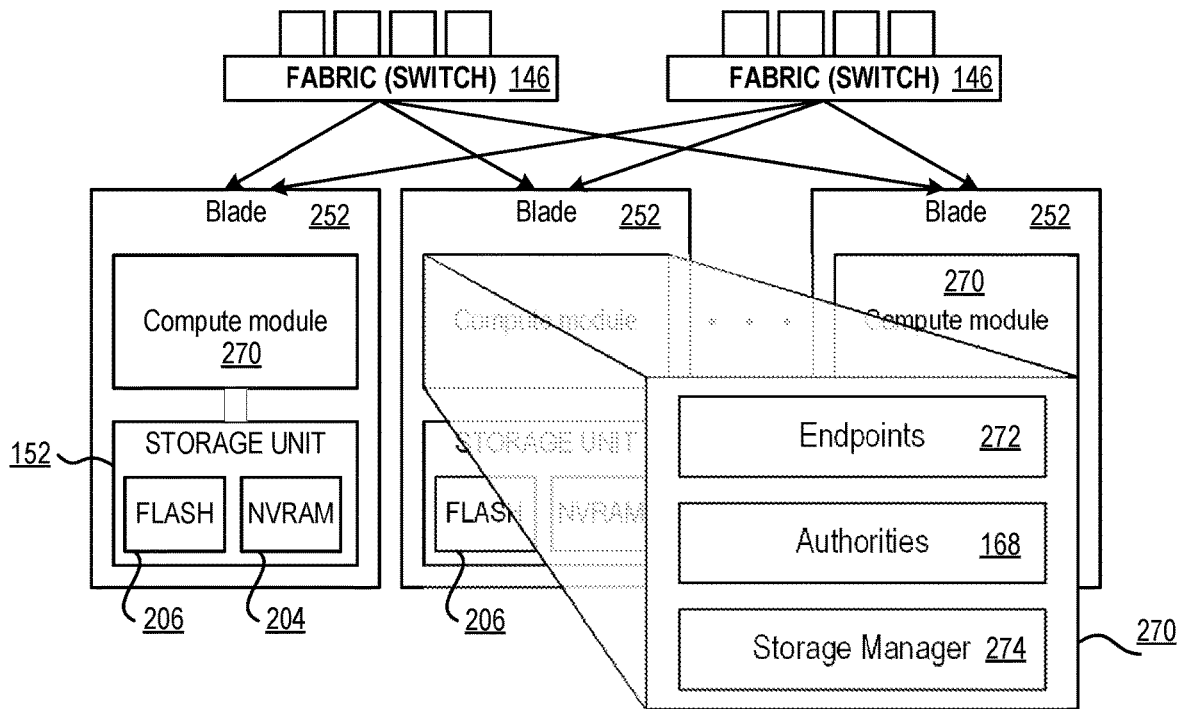 FABRIC (SWITCH) 146
FABRIC (SWITCH) 146
Blade 252
Blade 252
Blade 252
Compute module
270
Compute module
270
Compute module
152
STORAGE UNIT
FLASH
NVRAM
STORAGE UNIT
FLASH
NVRAM
206
204
206
Endpoints 272
Authorities 168
Storage Manager 274
270